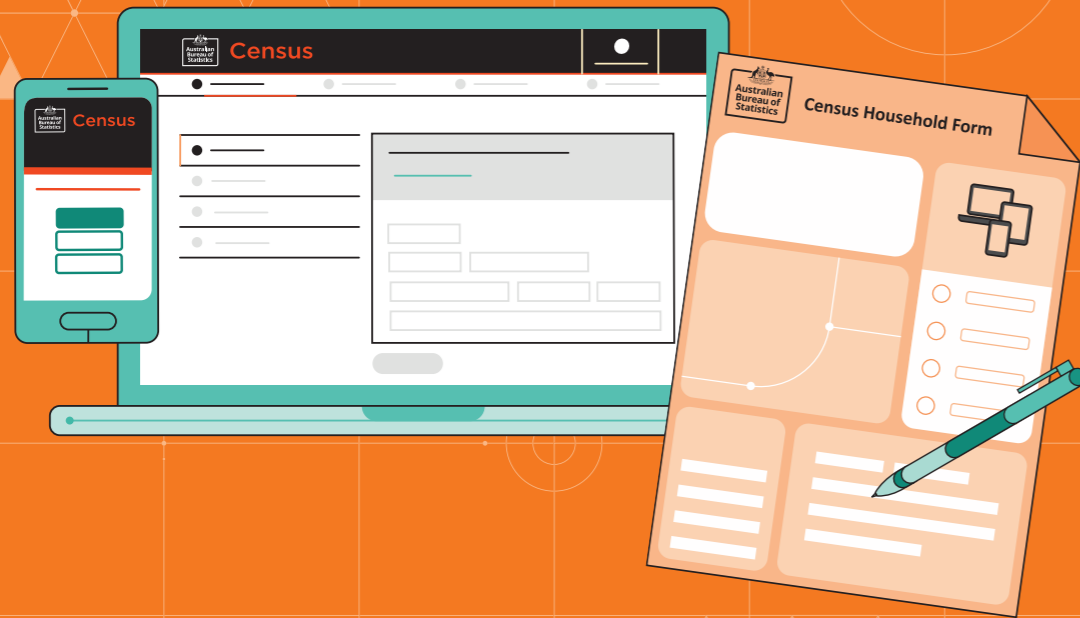 Australian
Bureau of
Statistics
Census
Australian
Bureau of
Statistics
Census
Australian
Bureau of
Statistics
Census Household Form